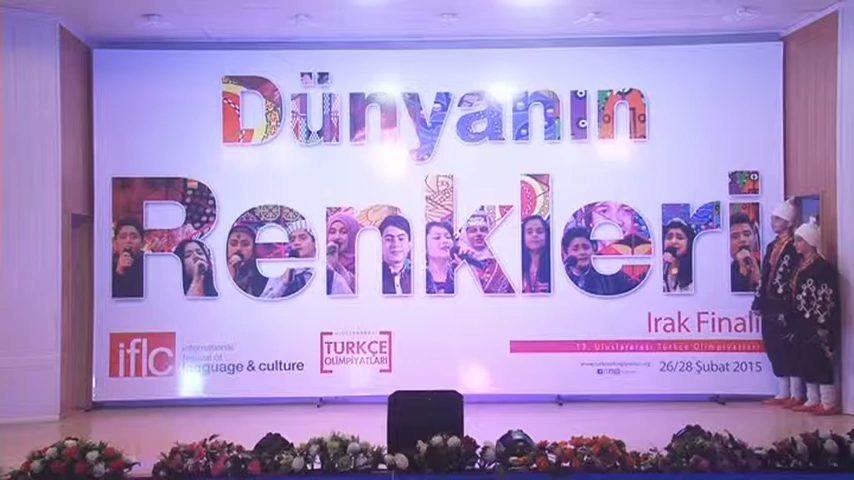 Dünyanın
Renkleri
Irak Finali
13. Uluslararası Türkçe Olimpiyatları
26/28 Şubat 2015
iflc
international
festival of
language & culture
ULUSLARARASI
TÜRKÇE
OLİMPİYATLARI